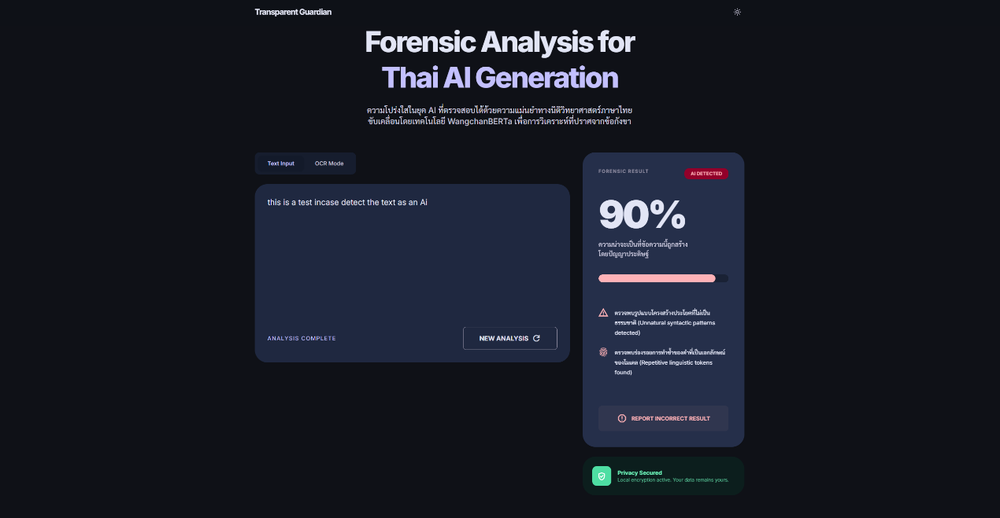 Transparent Guardian
Forensic Analysis for
Thai AI Generation
ความโปร่งใสในยุค AI ที่ตรวจสอบได้ด้วยความแม่นยำทางนิติวิทยาศาสตร์ภาษาไทย
ขับเคลื่อนโดยเทคโนโลยี WangchanBERTa เพื่อการวิเคราะห์ที่ปราศจากข้อกังขา
Text Input
OCR Mode
this is a test incase detect the text as an Ai
ANALYSIS COMPLETE
NEW ANALYSIS
FORENSIC RESULT
AI DETECTED
90%
ความน่าจะเป็นที่ข้อความนี้ถูกสร้าง
โดยปัญญาประดิษฐ์
ตรวจพบรูปแบบโครงสร้างประโยคที่ไม่เป็น
ธรรมชาติ (Unnatural syntactic patterns
detected)
ตรวจพบร่องรอยการทำซ้ำของคำที่เป็นเอกลักษณ์
ของโมเดล (Repetitive linguistic tokens
found)
REPORT INCORRECT RESULT
Privacy Secured
Local encryption active. Your data remains yours.